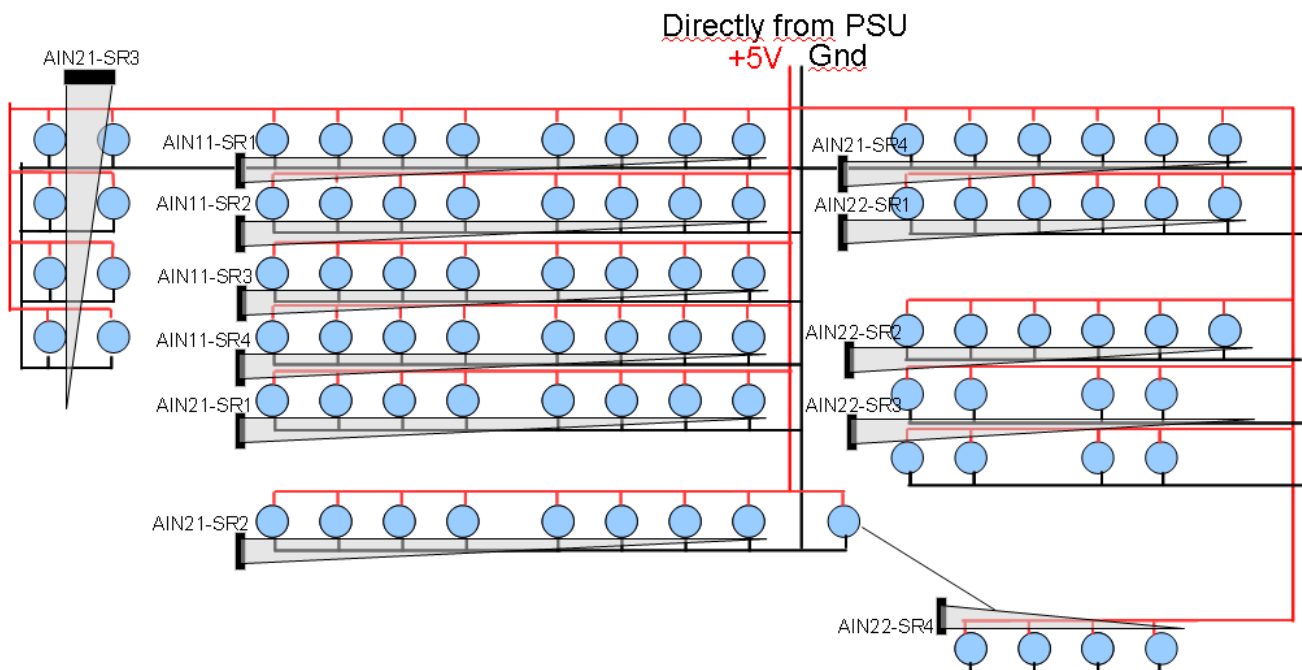 Directly from PSU
+5V Gnd
AIN21-SR3
AIN11-SR1
AIN21-SR4
AIN11-SR2
AIN22-SR1
AIN11-SR3
AIN11-SR4
AIN22-SR2
AIN21-SR1
AIN22-SR3
AIN21-SR2
AIN22-SR4